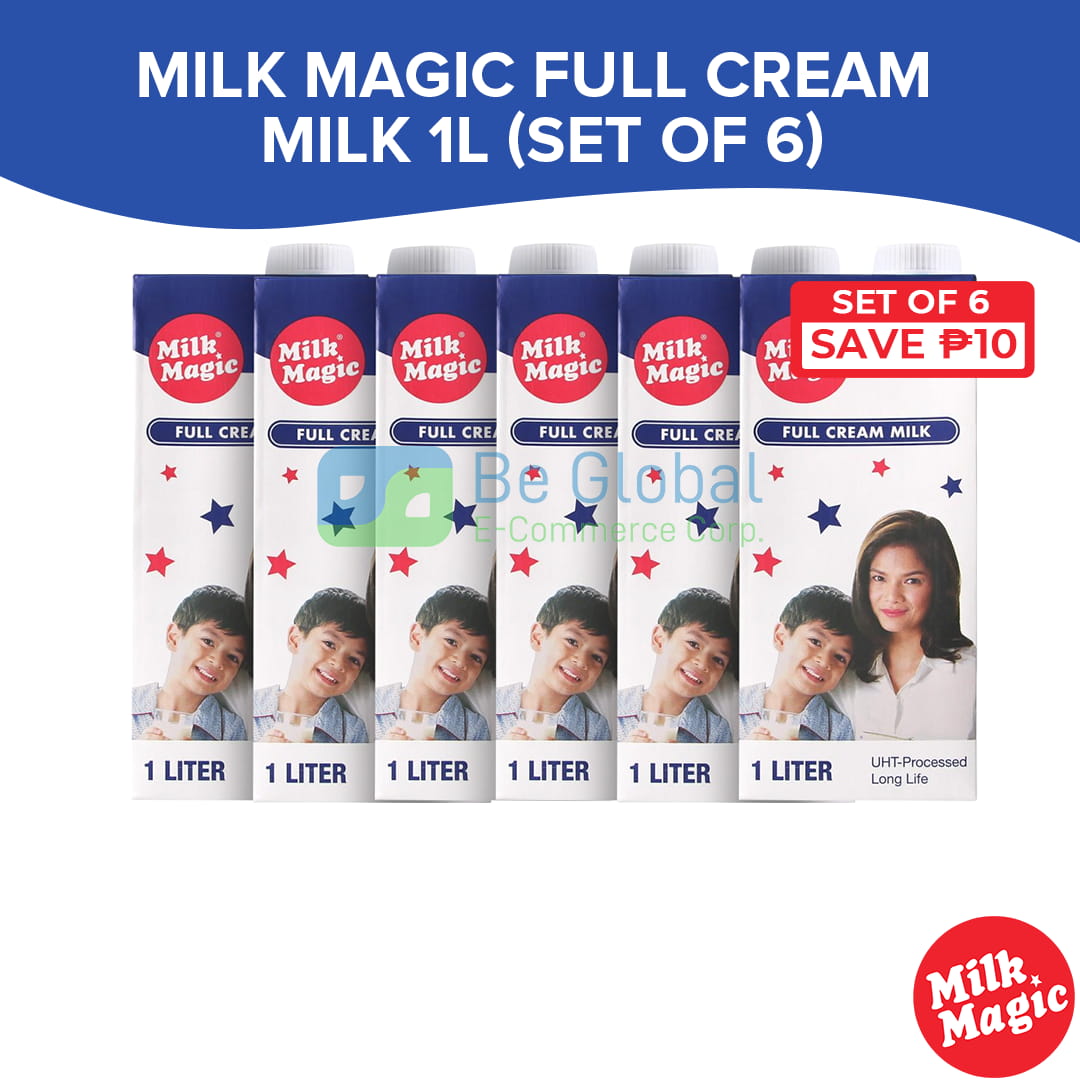 MILK MAGIC FULL CREAM
MILK 1L (SET OF 6)
SET OF 6
SAVE ₱10
Milk®
Magic
Milk®
Magic
Milk®
Magic
Milk®
Magic
Milk®
Magic
Mi
Magic
FULL CREA
FULL CREA
FULL CREA
FULL CREA
FULL CREA
FULL CREAM MILK
Be Global
E-Commerce Corp.
1 LITER
1 LITER
1 LITER
1 LITER
1 LITER
1 LITER
UHT-Processed
Long Life
Milk
Magic